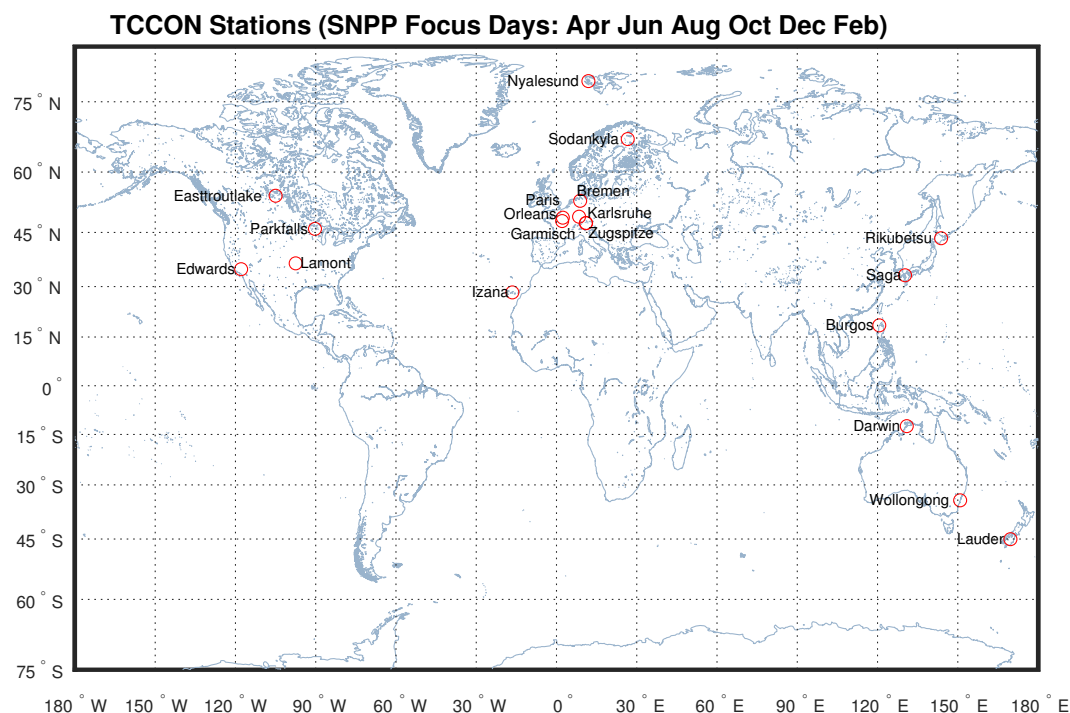 TCCON Stations (SNPP Focus Days: Apr Jun Aug Oct Dec Feb)
Nyalesund
75° N
Sodankyla
60° N
Easttroutlake
Bremen
Paris
Orleans
Karlsruhe
Parkfalls
45° N
Garmisch
Zugspitze
Rikubetsu
Edwards
Lamont
Saga
30° N
Izana
Burgos
15° N
0°
Darwin
15° S
30° S
Wollongong
45° S
Lauder
60° S
75° S
180° W 150° W 120° W 90° W 60° W 30° W 0° 30° E 60° E 90° E 120° E 150° E 180° E